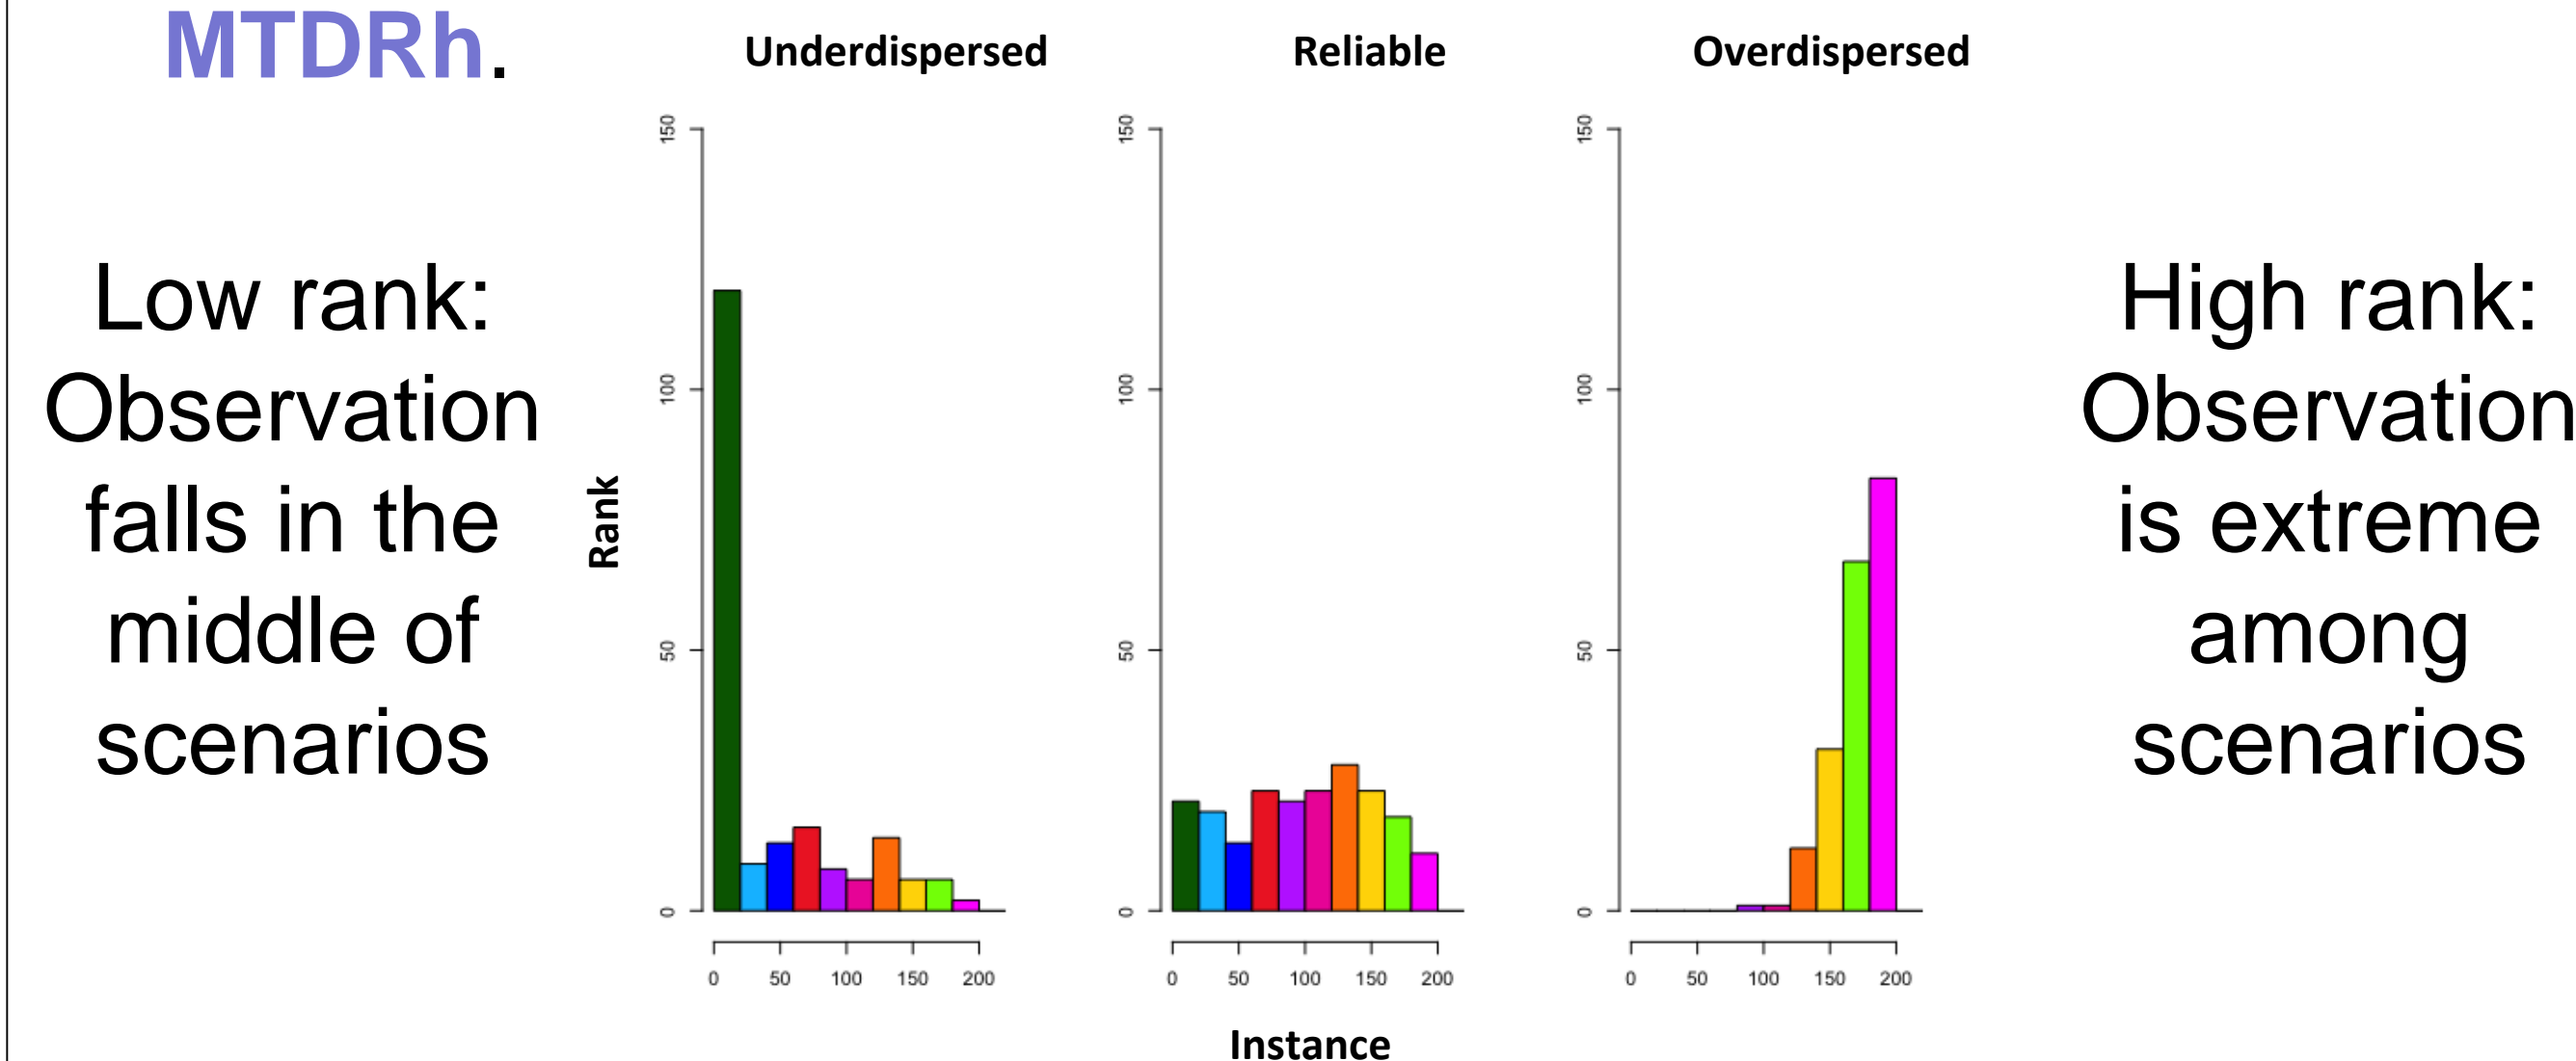 MTDRh.
Low rank:
Observation
falls in the
middle of
scenarios
Underdispersed
Reliable
Overdispersed
Rank
150
100
50
0
0 50 100 150 200
150
100
50
0
0 50 100 150 200
150
100
50
0
0 50 100 150 200
Instance
High rank:
Observation
is extreme
among
scenarios